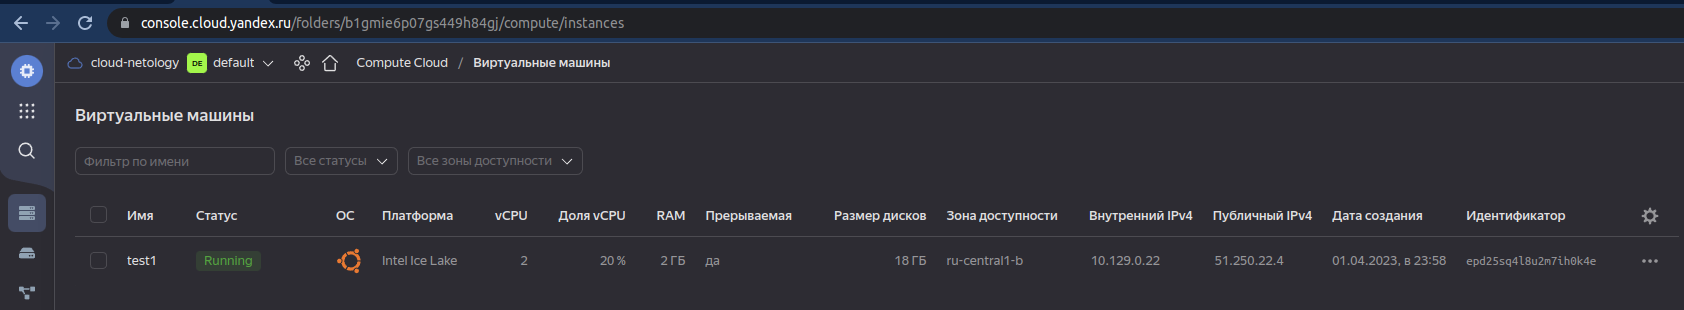 console.cloud.yandex.ru/folders/b1gmie6p07gs449h84gj/compute/instances
cloud-netology DE default Compute Cloud / Виртуальные машины
Виртуальные машины
Фильтр по имени Все статусы Все зоны доступности
Имя Статус ОС Платформа vCPU Доля vCPU RAM Прерываемая Размер дисков Зона доступности Внутренний IPv4 Публичный IPv4 Дата создания Идентификатор
test1 Running Intel Ice Lake 2 20 % 2 ГБ да 18 ГБ ru-central1-b 10.129.0.22 51.250.22.4 01.04.2023, в 23:58 epd25sq4l8u2m7ih0k4e